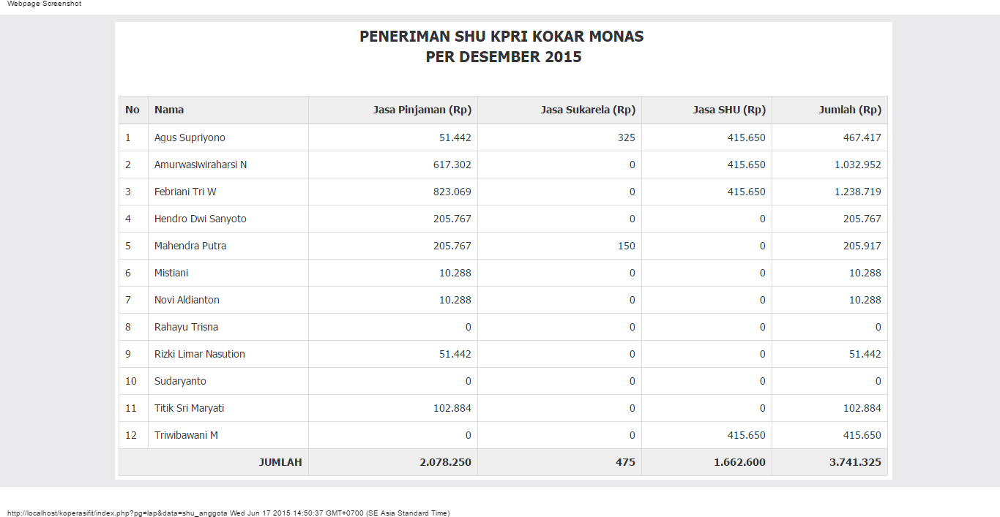 Webpage Screenshot
PENERIMAN SHU KPRI KOKAR MONAS
PER DESEMBER 2015
No Nama Jasa Pinjaman (Rp) Jasa Sukarela (Rp) Jasa SHU (Rp) Jumlah (Rp)
1 Agus Supriyono 51.442 325 415.650 467.417
2 Amurwasiwiraharsi N 617.302 0 415.650 1.032.952
3 Febriani Tri W 823.069 0 415.650 1.238.719
4 Hendro Dwi Sanyoto 205.767 0 0 205.767
5 Mahendra Putra 205.767 150 0 205.917
6 Mistiani 10.288 0 0 10.288
7 Novi Aldianton 10.288 0 0 10.288
8 Rahayu Trisna 0 0 0 0
9 Rizki Limar Nasution 51.442 0 0 51.442
10 Sudaryanto 0 0 0 0
11 Titik Sri Maryati 102.884 0 0 102.884
12 Triwibawani M 0 0 415.650 415.650
JUMLAH 2.078.250 475 1.662.600 3.741.325
http://localhost/koperasifit/index.php?pg=lap&data=shu_anggota Wed Jun 17 2015 14:50:37 GMT+0700 (SE Asia Standard Time)